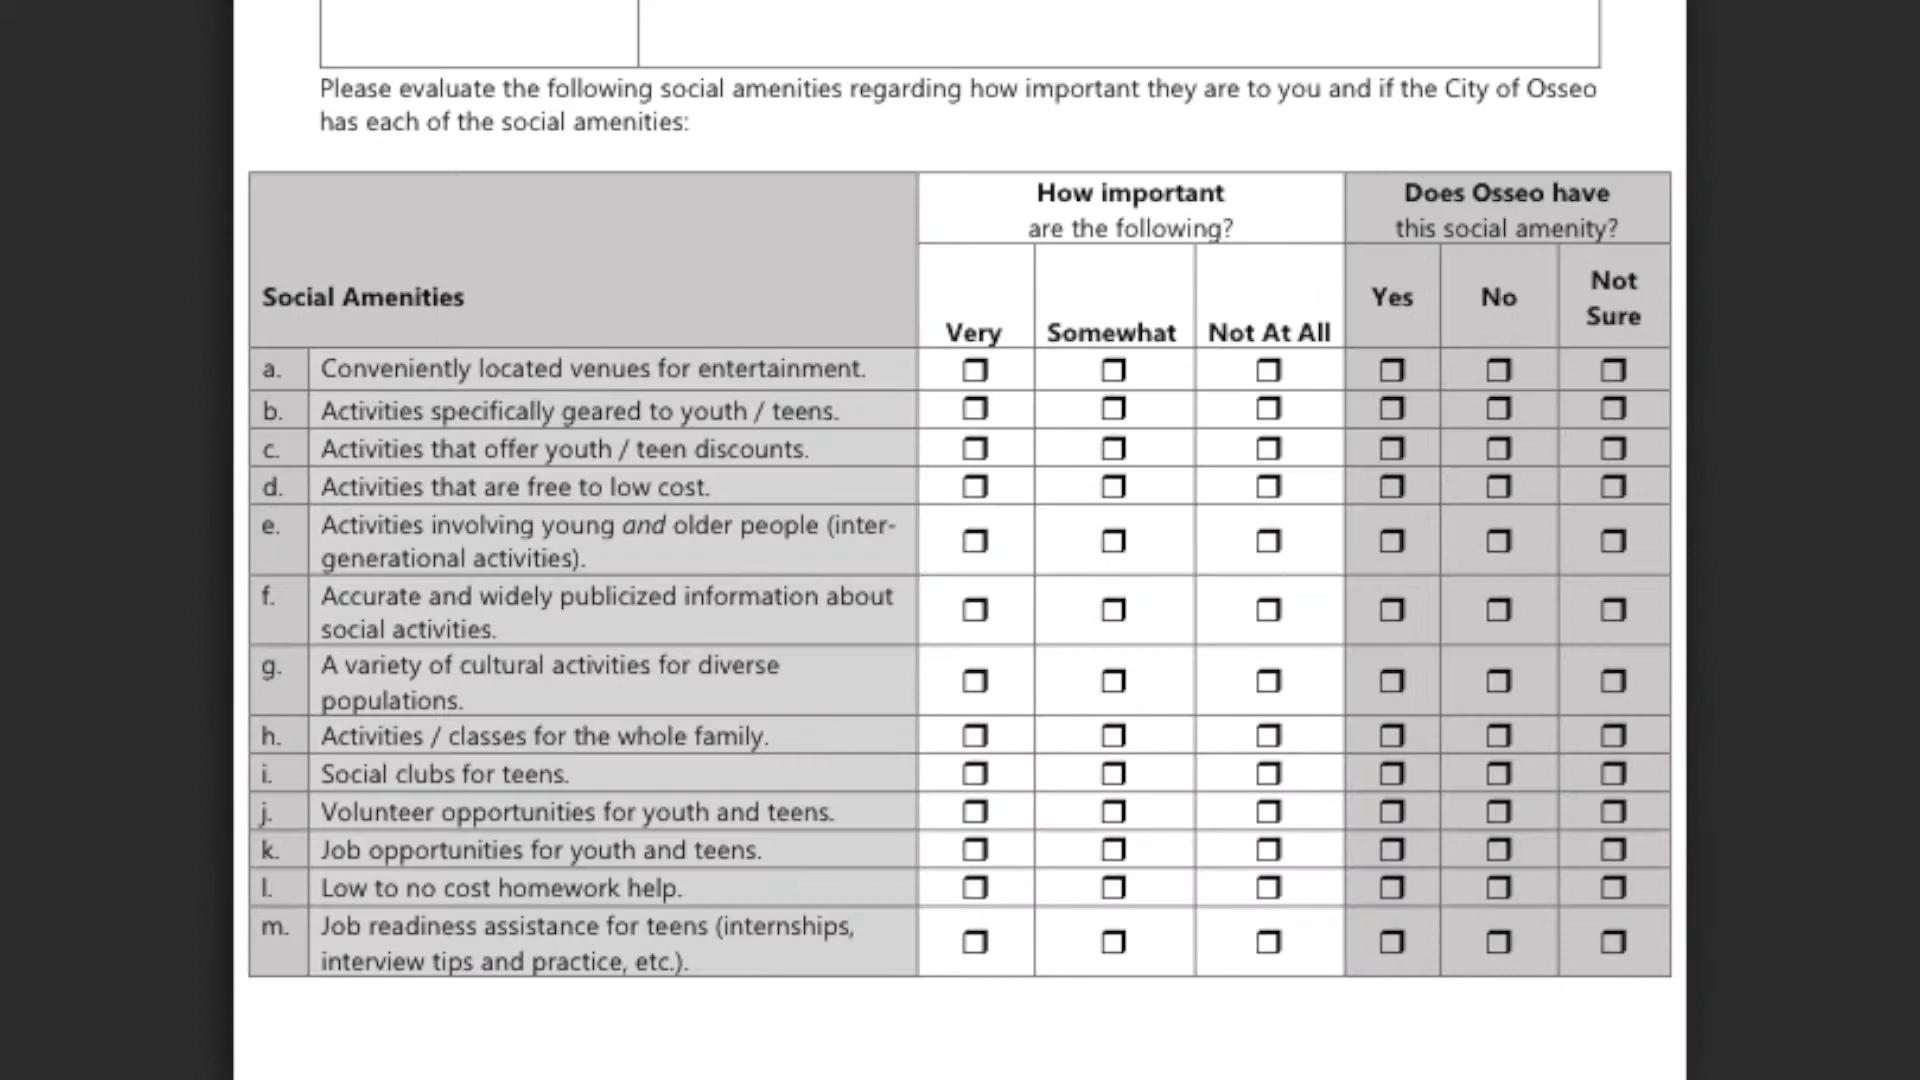 Please evaluate the following social amenities regarding how important they are to you and if the City of Osseo
has each of the social amenities:
Social Amenities
How important
are the following?
Does Osseo have
this social amenity?
Very Somewhat Not At All Yes No Not
Sure
a. Conveniently located venues for entertainment.
b. Activities specifically geared to youth / teens.
c. Activities that offer youth / teen discounts.
d. Activities that are free to low cost.
e. Activities involving young and older people (inter-
generational activities).
f. Accurate and widely publicized information about
social activities.
g. A variety of cultural activities for diverse
populations.
h. Activities / classes for the whole family.
i. Social clubs for teens.
j. Volunteer opportunities for youth and teens.
k. Job opportunities for youth and teens.
l. Low to no cost homework help.
m. Job readiness assistance for teens (internships,
interview tips and practice, etc.).